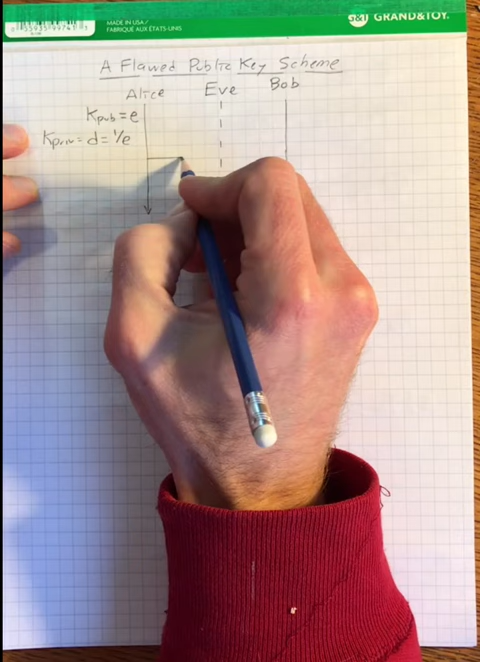 MADE IN USA /
FABRIQUÉ AUX ÉTATS-UNIS
G&T GRAND&TOY.
A Flawed Public Key Scheme
Alice Eve Bob
Kpub = e
Kpriv = d = 1/e